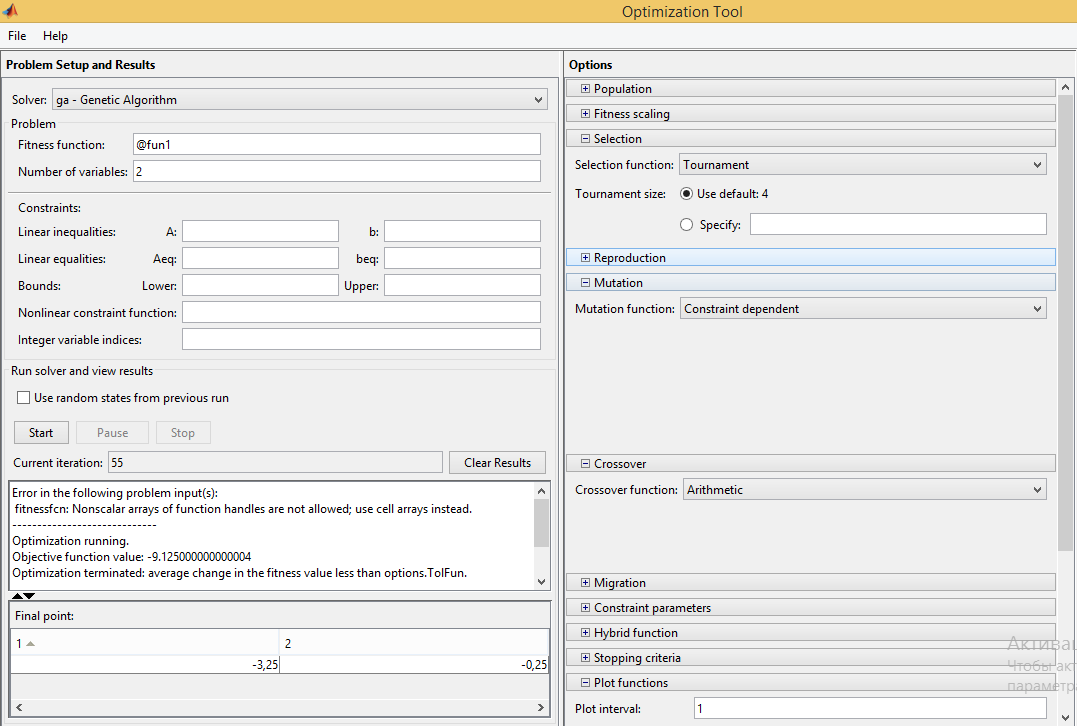 Optimization Tool
File Help
Problem Setup and Results
Solver: ga - Genetic Algorithm
Problem
Fitness function: @fun1
Number of variables: 2
Constraints:
Linear inequalities: A: b:
Linear equalities: Aeq: beq:
Bounds: Lower: Upper:
Nonlinear constraint function:
Integer variable indices:
Run solver and view results
Use random states from previous run
Start Pause Stop
Current iteration: 55 Clear Results
Error in the following problem input(s):
fitnessfcn: Nonscalar arrays of function handles are not allowed; use cell arrays instead.
-----------------------------
Optimization running.
Objective function value: -9.125000000000004
Optimization terminated: average change in the fitness value less than options.TolFun.
Final point:
1 2
-3,25 -0,25
Options
Population
Fitness scaling
Selection
Selection function: Tournament
Tournament size: Use default: 4
Specify:
Reproduction
Mutation
Mutation function: Constraint dependent
Crossover
Crossover function: Arithmetic
Migration
Constraint parameters
Hybrid function
Stopping criteria
Plot functions
Plot interval: 1
Чтобы